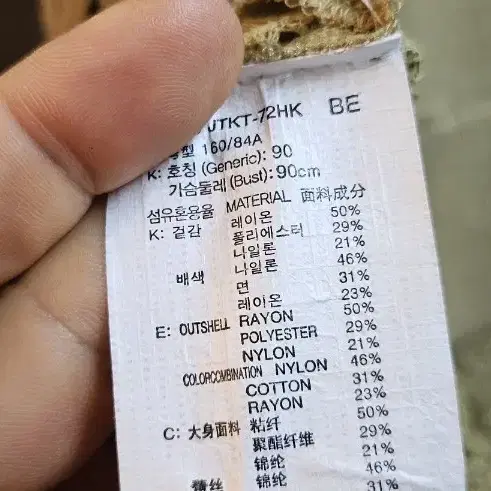 UTKT-72HK BE
型 160/84A
K: 호칭 (Generic): 90
가슴둘레 (Bust): 90cm
섬유혼용율 MATERIAL 面料成分
K: 겉감 레이온 50%
폴리에스터 29%
나일론 21%
배색 나일론 46%
면 31%
레이온 23%
E: OUTSHELL RAYON 50%
POLYESTER 29%
NYLON 21%
COLORCOMBINATION NYLON 46%
COTTON 31%
RAYON 23%
C: 大身面料 粘纤 50%
聚酯纤维 29%
锦纶 21%
锦纶 46%
31%